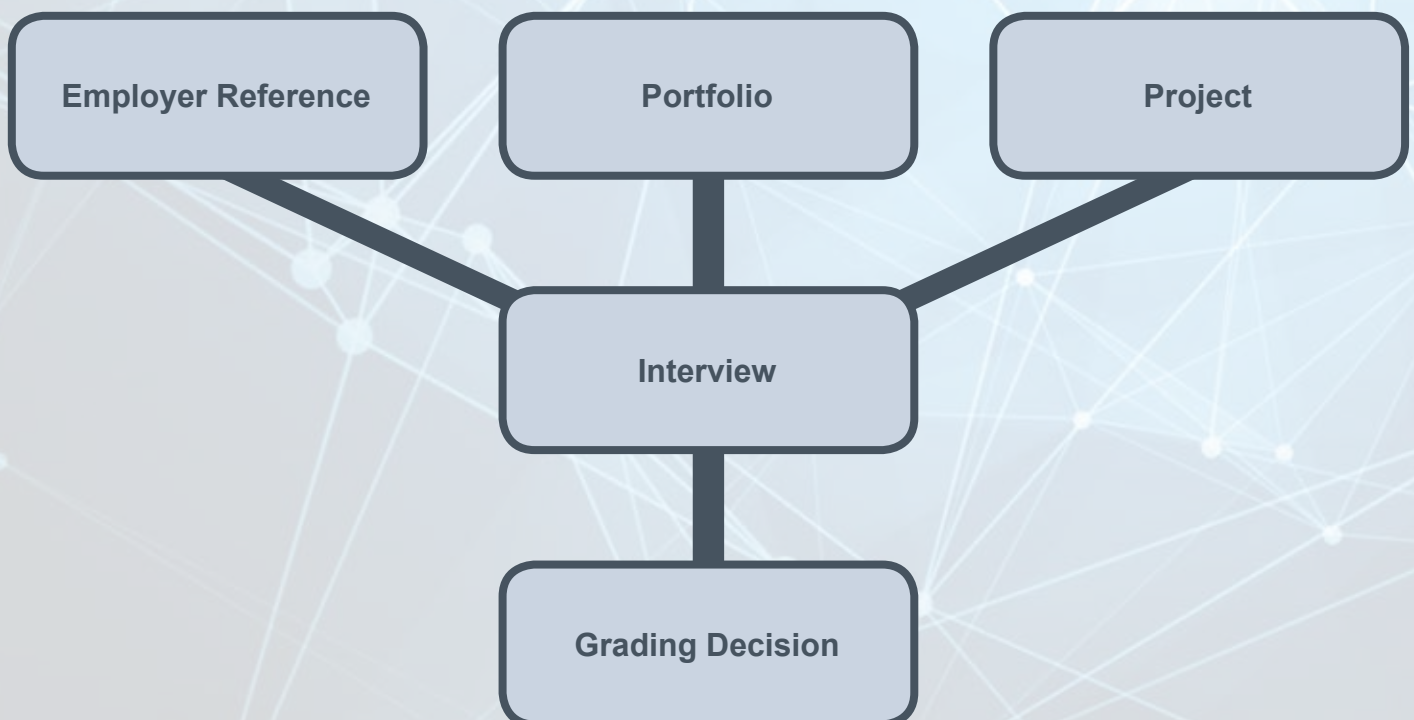 Employer Reference
Portfolio
Project
Interview
Grading Decision